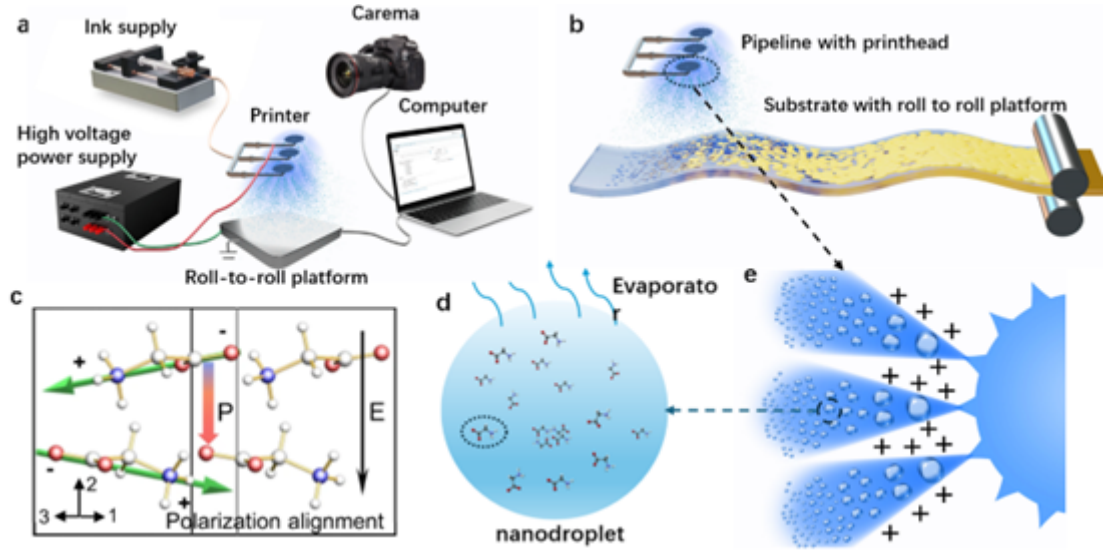 a
Ink supply
Carema
Printer
Computer
High voltage
power supply
Roll-to-roll platform
b
Pipeline with printhead
Substrate with roll to roll platform
c
-
+
P
E
-
+
2
3
1
Polarization alignment
d
Evaporato
r
nanodroplet
e
+ +
+
+
+ +
+ + +
+ + +
+ +
+
+
+